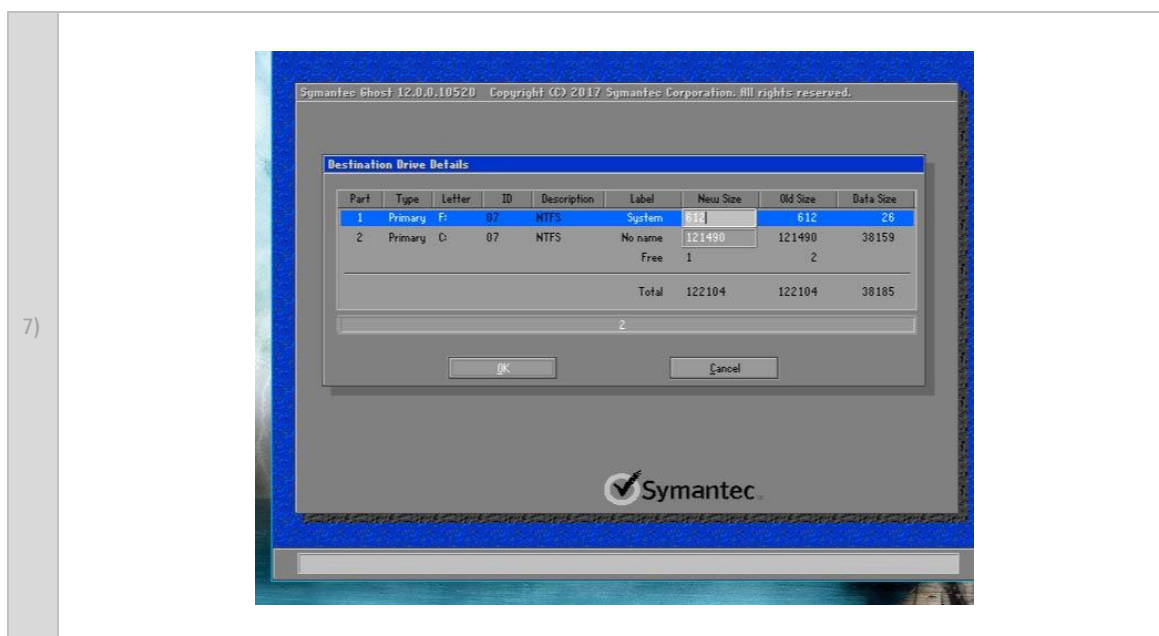 Symantec Ghost 12.0.0.10520 Copyright (C) 2017 Symantec Corporation. All rights reserved.
Destination Drive Details
Part Type Letter ID Description Label New Size Old Size Data Size
1 Primary F: 07 NTFS System 612 612 26
2 Primary C: 07 NTFS No name 121490 121490 38159
Free 1 2
Total 122104 122104 38185
7)
2
OK Cancel
Symantec